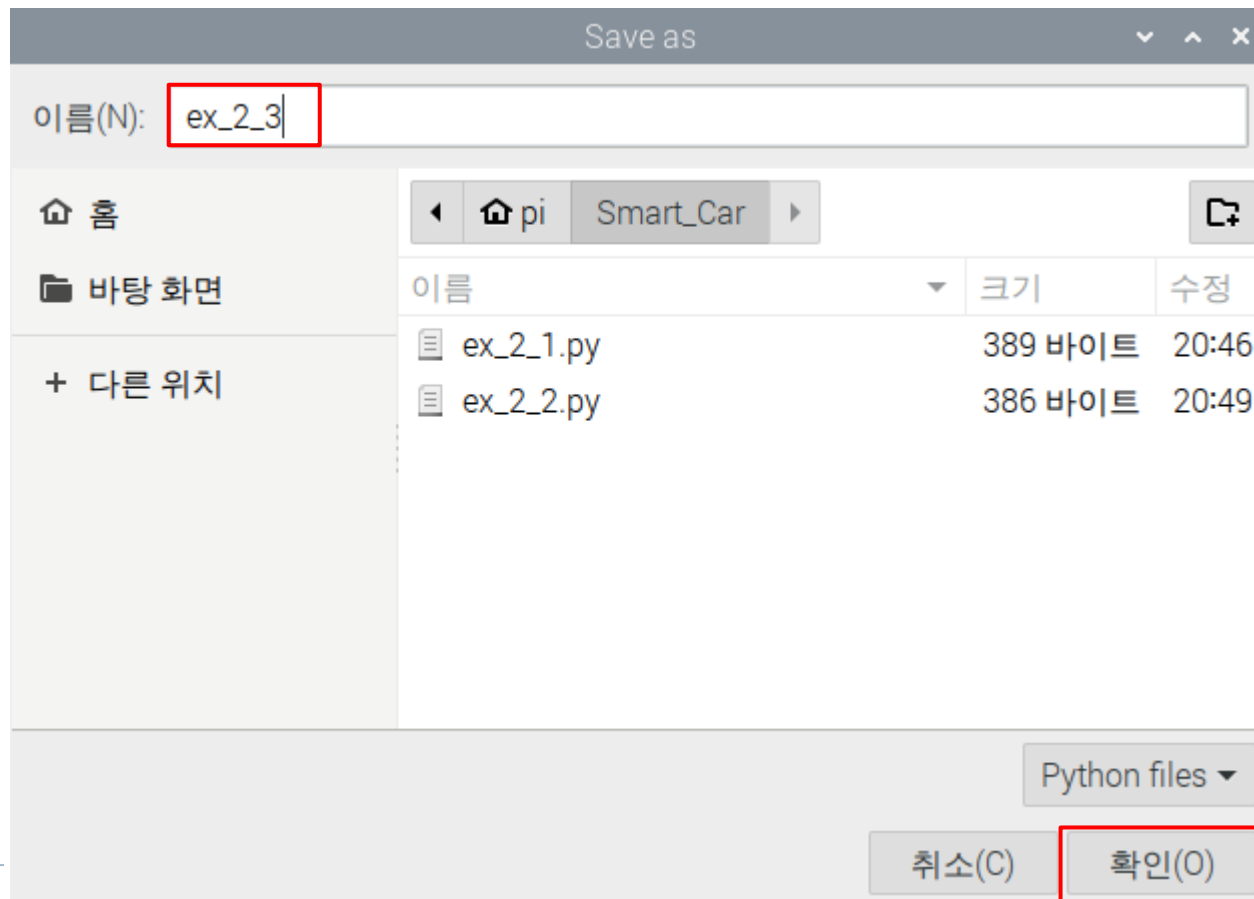 Save as
이름(N): ex_2_3
홈
pi Smart_Car
바탕 화면
이름 크기 수정
ex_2_1.py 389 바이트 20:46
+ 다른 위치
ex_2_2.py 386 바이트 20:49
Python files
취소(C) 확인(O)